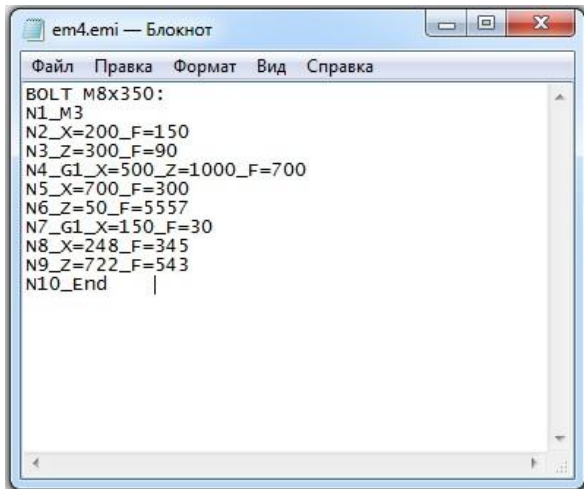 em4.emi — Блокнот
Файл Правка Формат Вид Справка
BOLT M8x350:
N1_M3
N2_X=200_F=150
N3_Z=300_F=90
N4_G1_X=500_Z=1000_F=700
N5_X=700_F=300
N6_Z=50_F=5557
N7_G1_X=150_F=30
N8_X=248_F=345
N9_Z=722_F=543
N10_End